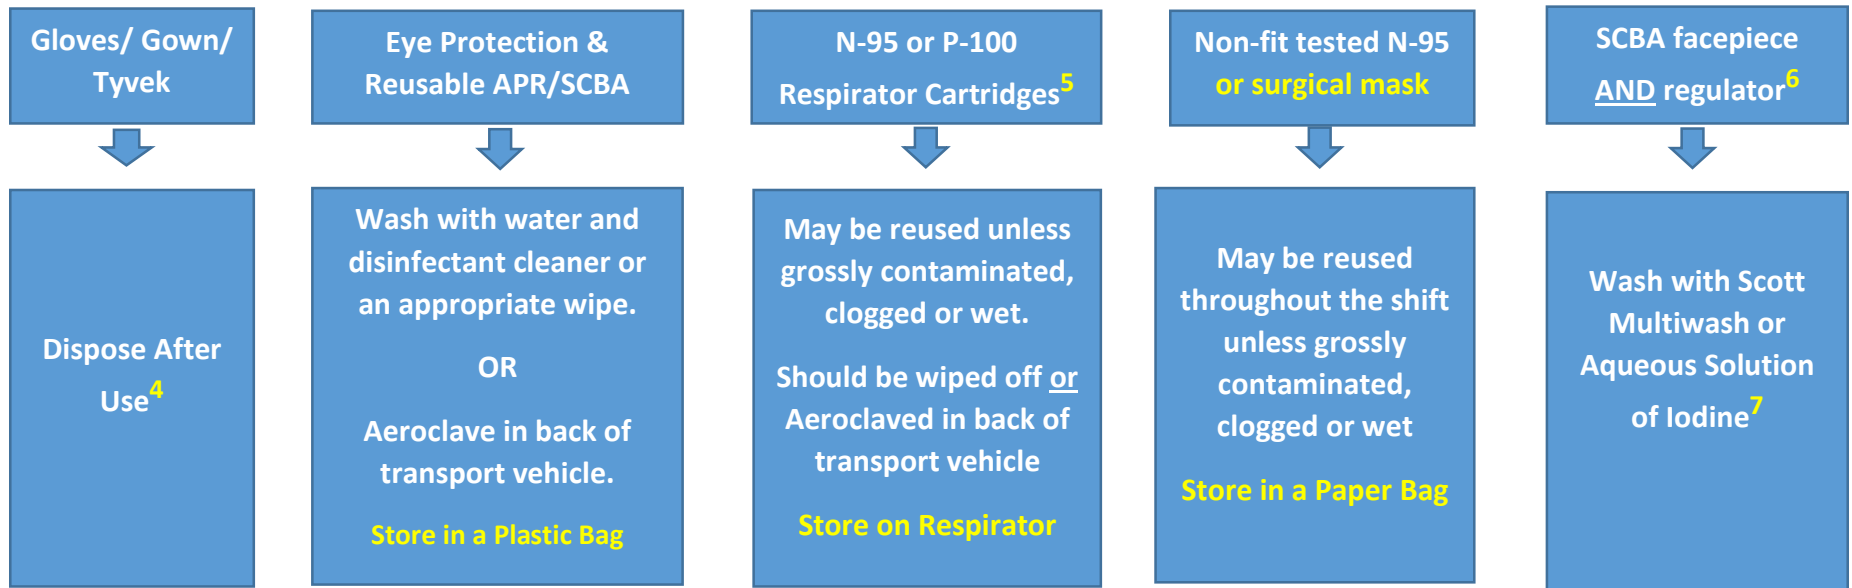 Gloves/ Gown/
Tyvek
Dispose After
Use4
Eye Protection &
Reusable APR/SCBA
Wash with water and
disinfectant cleaner or
an appropriate wipe.
OR
Aeroclave in back of
transport vehicle.
Store in a Plastic Bag
N-95 or P-100
Respirator Cartridges5
May be reused unless
grossly contaminated,
clogged or wet.
Should be wiped off or
Aeroclaved in back of
transport vehicle
Store on Respirator
Non-fit tested N-95
or surgical mask
May be reused
throughout the shift
unless grossly
contaminated,
clogged or wet
Store in a Paper Bag
SCBA facepiece
AND regulator6
Wash with Scott
Multiwash or
Aqueous Solution
of Iodine7